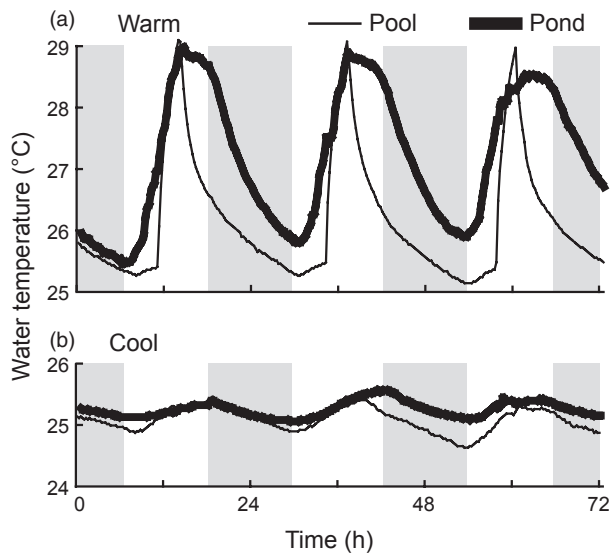 (a) Warm Pool Pond
29
28
27
26
25
Water temperature (°C)
(b) Cool
26
25
24
0 24 48 72
Time (h)